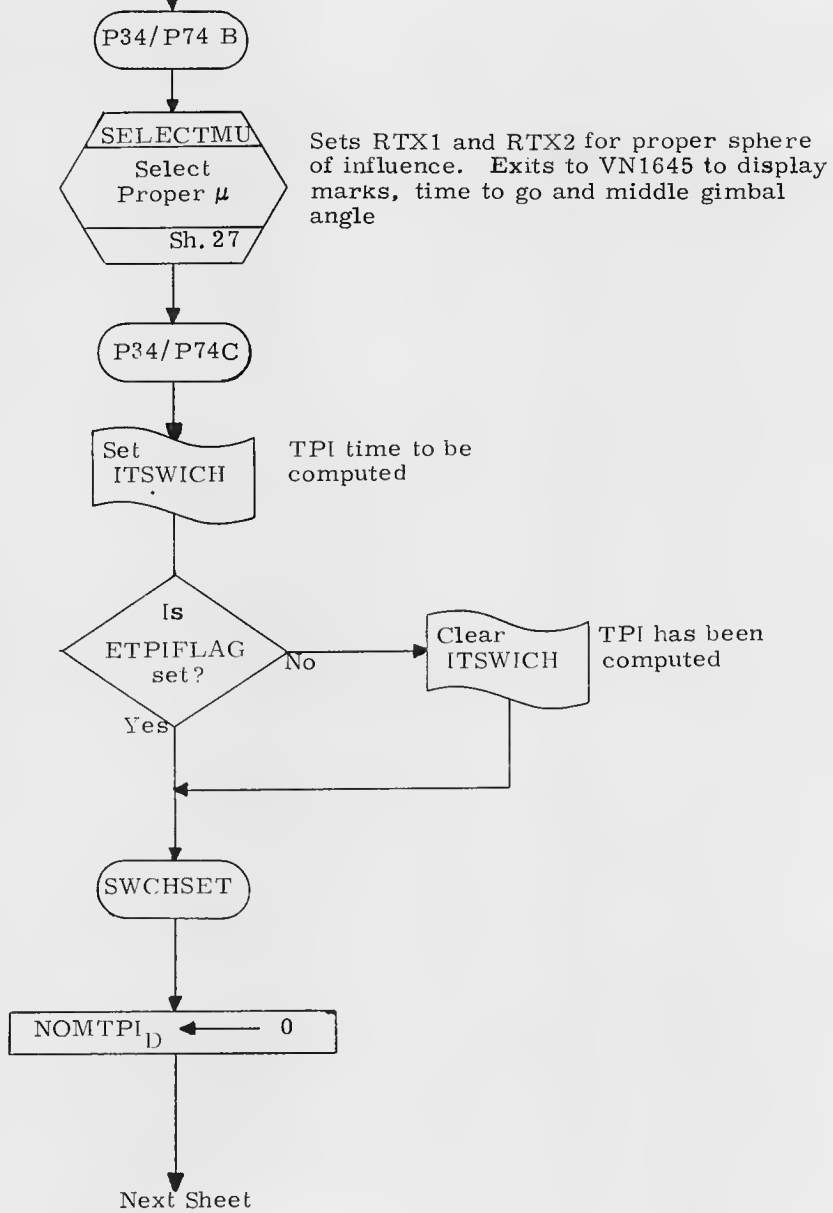 P34/P74 B
SELECTMU
Select
Proper μ
Sh. 27
Sets RTX1 and RTX2 for proper sphere
of influence. Exits to VN1645 to display
marks, time to go and middle gimbal
angle
P34/P74C
Set
ITSWICH
TPI time to be
computed
Is
ETPIFLAG
set?
No
Yes
Clear
ITSWICH
TPI has been
computed
SWCHSET
NOMTPI_D 0
Next Sheet